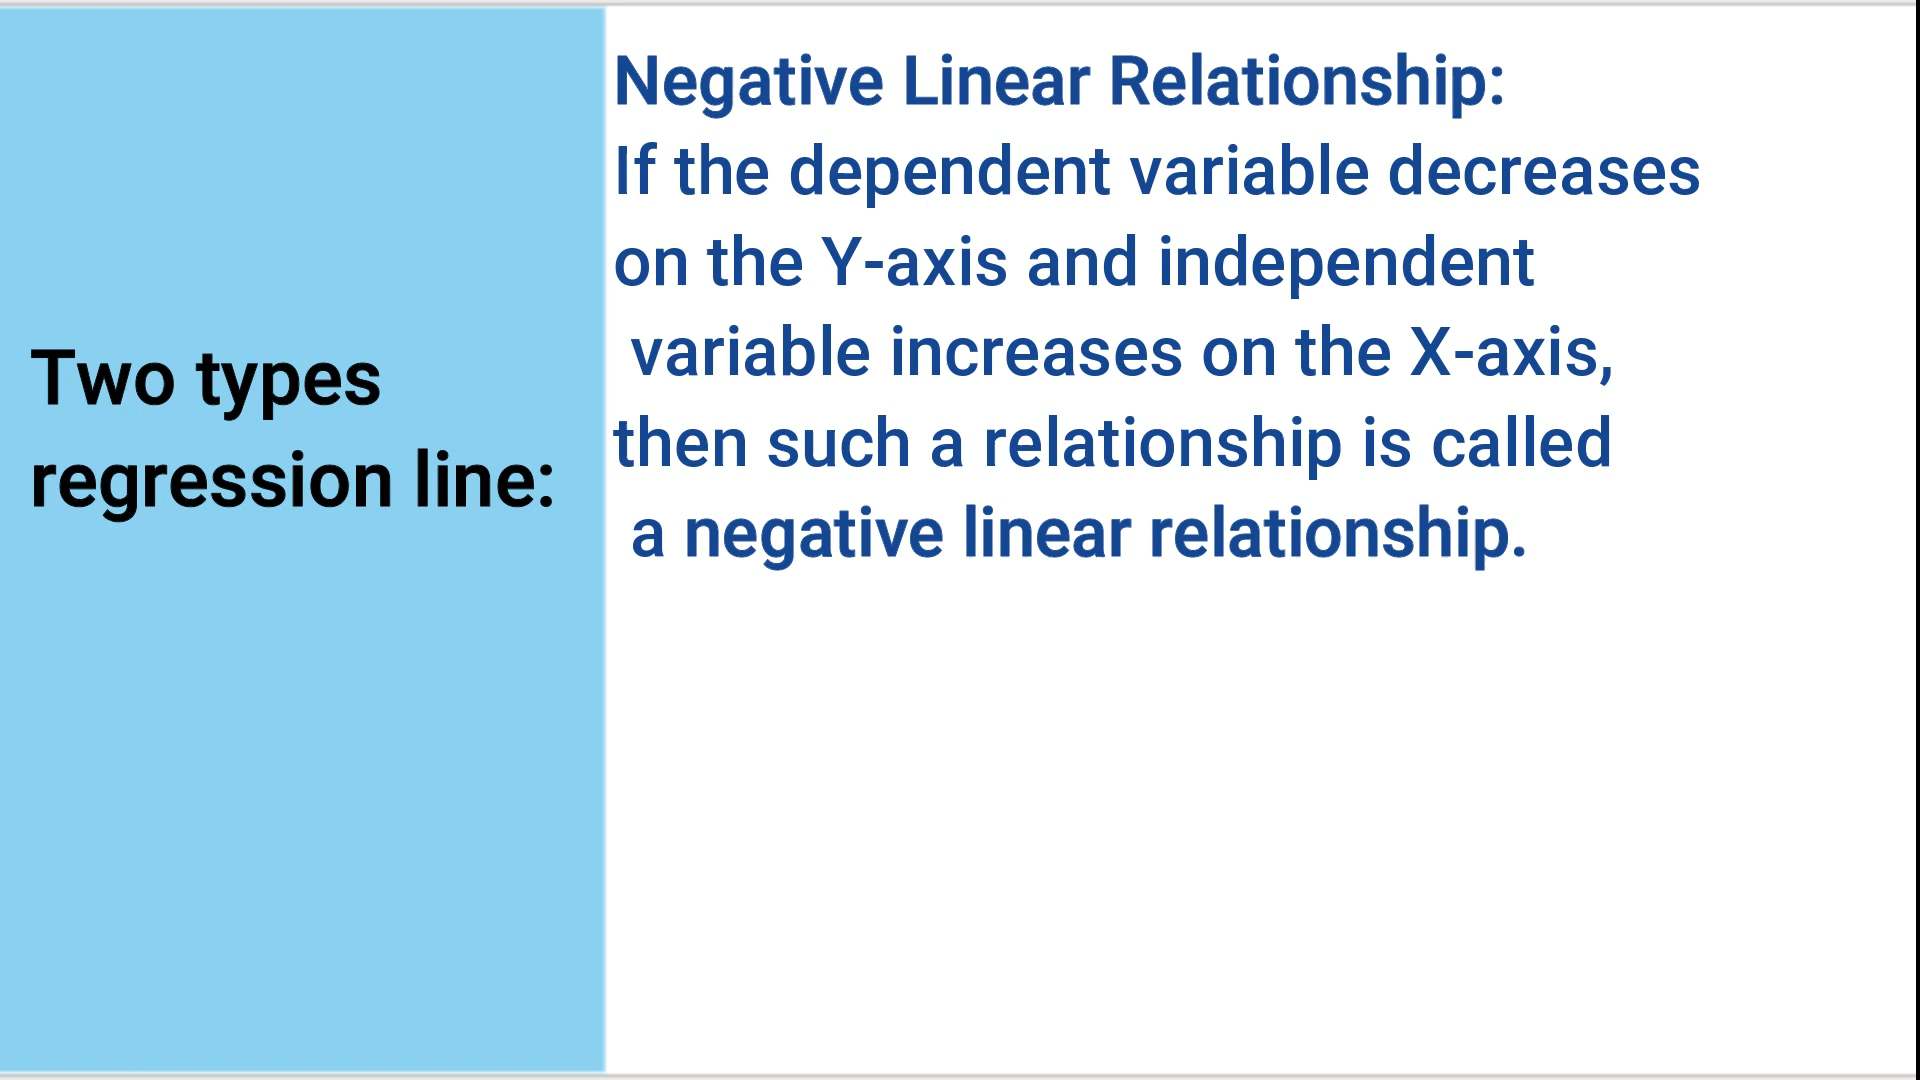 Two types
regression line:
Negative Linear Relationship:
If the dependent variable decreases
on the Y-axis and independent
variable increases on the X-axis,
then such a relationship is called
a negative linear relationship.